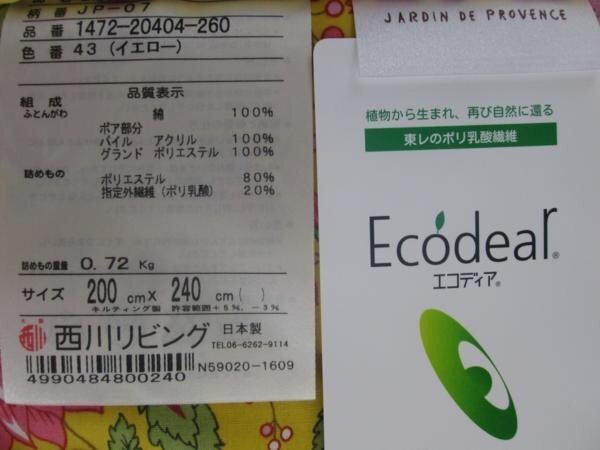 柄番 JP-07
品番 1472-20404-260
色番 43 (イエロー)
品質表示
組成
ふとんがわ 綿 100%
ボア部分
パイル アクリル 100%
グランド ポリエステル 100%
詰めもの ポリエステル 80%
指定外繊維 (ポリ乳酸) 20%
詰めもの重量 0.72 Kg
サイズ 200 cm X 240 cm ( )
キルティング製 許容範囲+5%, -3%
西川リビング 日本製
TEL06-6262-9114
N59020-1609
4990484800240
JARDIN DE PROVENCE
植物から生まれ、再び自然に還る
東レのポリ乳酸繊維
Ecodear®
エコディア®